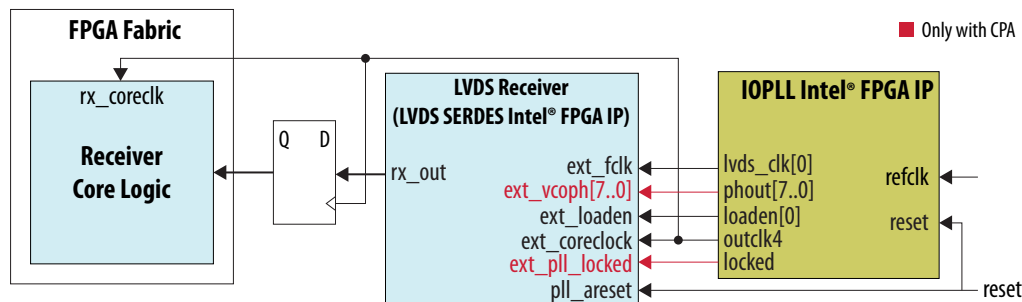 FPGA Fabric
Only with CPA
rx_coreclk
Receiver
Core Logic
Q D
LVDS Receiver
(LVDS SERDES Intel® FPGA IP)
rx_out
ext_fclk
ext_vcoph[7..0]
ext_loaden
ext_coreclock
ext_pll_locked
pll_areset
IOPLL Intel® FPGA IP
lvds_clk[0]
phout[7..0]
loaden[0]
outclk4
locked
refclk
reset
reset